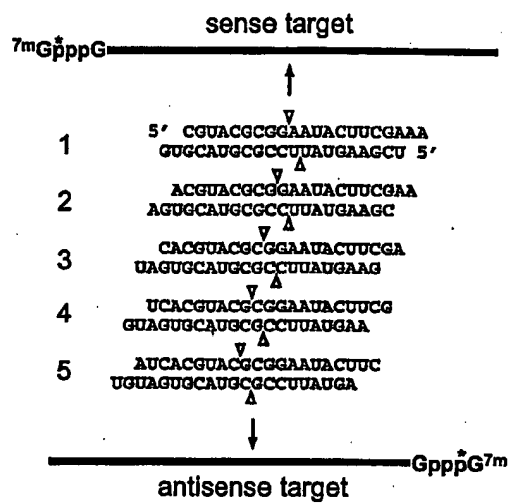 sense target
7mGpppG
5′ CGUACGCGGAAUACUUCGAAA
1
GUGCAUGCGCCUUAUGAAGCU 5′
ACGUACGCGGAAUACUUCGAA
2
AGUGCAUGCGCCUUAUGAAGC
CACGUACGCGGAAUACUUCGA
3
UAGUGCAUGCGCCUUAUGAAG
UCACGUACGCGGAAUACUUCG
4
GUAGUGCAUGCGCCUUAUGAA
AUCACGUACGCGGAAUACUUC
5
UGUAGUGCAUGCGCCUUAUGA
GpppG7m
antisense target